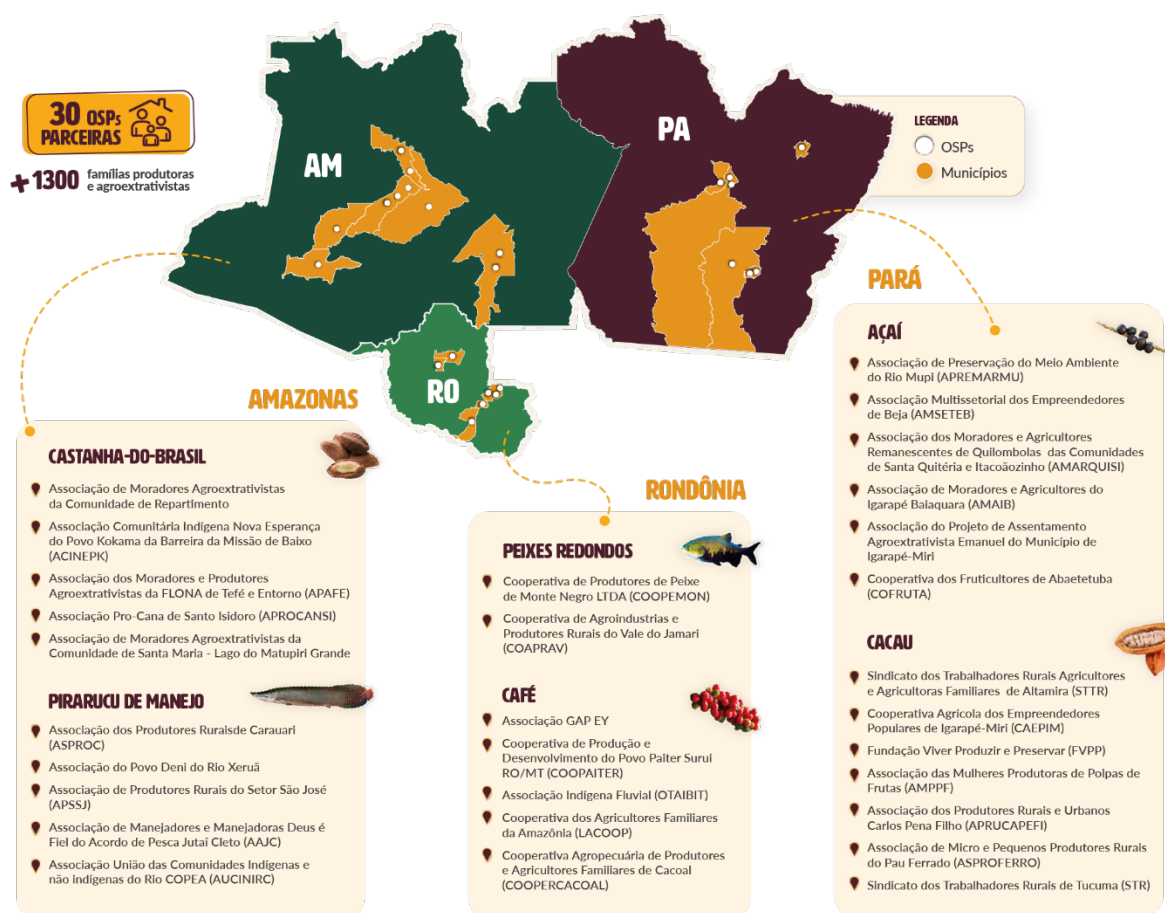 30 OSPs
PARCEIRAS
+1300 famílias produtoras
e agroextrativistas
AM
PA
RO
LEGENDA
OSPs
Municípios
AMAZONAS
CASTANHA-DO-BRASIL
Associação de Moradores Agroextrativistas
da Comunidade de Repartimento
Associação Comunitária Indígena Nova Esperança
do Povo Kokama da Barreira da Missão de Baixo
(ACINEPK)
Associação dos Moradores e Produtores
Agroextrativistas da FLONA de Tefé e Entorno (APAFE)
Associação Pro-Cana de Santo Isidoro (APROCANSI)
Associação de Moradores Agroextrativistas da
Comunidade de Santa Maria - Lago do Matupiri Grande
PIRARUCU DE MANEJO
Associação dos Produtores Ruraisde Carauari
(ASPROC)
Associação do Povo Deni do Rio Xeruã
Associação de Produtores Rurais do Setor São José
(APSSJ)
Associação de Manejadores e Manejadoras Deus é
Fiel do Acordo de Pesca Jutaí Cleto (AAJC)
Associação União das Comunidades Indígenas e
não indígenas do Rio COPEA (AUCINIRC)
RONDÔNIA
PEIXES REDONDOS
Cooperativa de Produtores de Peixe
de Monte Negro LTDA (COOPEMON)
Cooperativa de Agroindustrias e
Produtores Rurais do Vale do Jamari
(COAPRAV)
CAFÉ
Associação GAP EY
Cooperativa de Produção e
Desenvolvimento do Povo Paiter Surui
RO/MT (COOPAITER)
Associação Indígena Fluvial (OTAIBIT)
Cooperativa dos Agricultores Familiares
da Amazônia (LACOOP)
Cooperativa Agropecuária de Produtores
e Agricultores Familiares de Cacoal
(COOPERCACOAL)
PARÁ
AÇAÍ
Associação de Preservação do Meio Ambiente
do Rio Mupi (APREMARMU)
Associação Multissetorial dos Empreendedores
de Beja (AMSETEB)
Associação dos Moradores e Agricultores
Remanescentes de Quilombolas das Comunidades
de Santa Quitéria e Itacoãozinho (AMARQUISI)
Associação de Moradores e Agricultores do
Igarapé Baiaquara (AMAIB)
Associação do Projeto de Assentamento
Agroextrativista Emanuel do Municipio de
Igarapé-Miri
Cooperativa dos Fruticultores de Abaetetuba
(COFRUTA)
CACAU
Sindicato dos Trabalhadores Rurais Agricultores
e Agricultoras Familiares de Altamira (STTR)
Cooperativa Agricola dos Empreendedores
Populares de Igarapé-Miri (CAEPIM)
Fundação Viver Produzir e Preservar (FVPP)
Associação das Mulheres Produtoras de Polpas de
Frutas (AMPPF)
Associação dos Produtores Rurais e Urbanos
Carlos Pena Filho (APRUCAPEFI)
Associação de Micro e Pequenos Produtores Rurais
do Pau Ferrado (ASPROFERRO)
Sindicato dos Trabalhadores Rurais de Tucuma (STR)